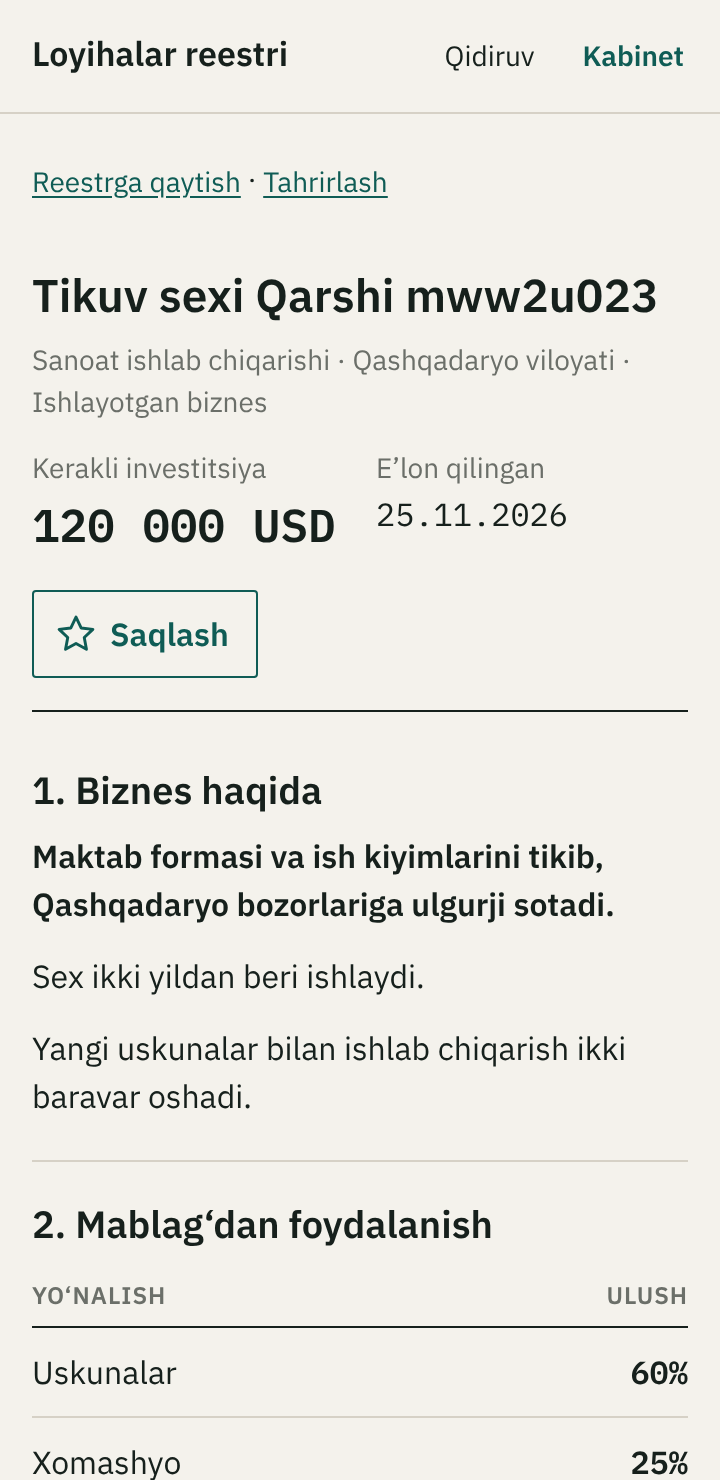 Loyihalar reestri
Qidiruv
Kabinet
Reestrga qaytish · Tahrirlash
Tikuv sexi Qarshi mww2u023
Sanoat ishlab chiqarishi · Qashqadaryo viloyati ·
Ishlayotgan biznes
Kerakli investitsiya
120 000 USD
E’lon qilingan
25.11.2026
Saqlash
1. Biznes haqida
Maktab formasi va ish kiyimlarini tikib,
Qashqadaryo bozorlariga ulgurji sotadi.
Sex ikki yildan beri ishlaydi.
Yangi uskunalar bilan ishlab chiqarish ikki
baravar oshadi.
2. Mablag‘dan foydalanish
YO‘NALISH ULUSH
Uskunalar 60%
Xomashyo 25%